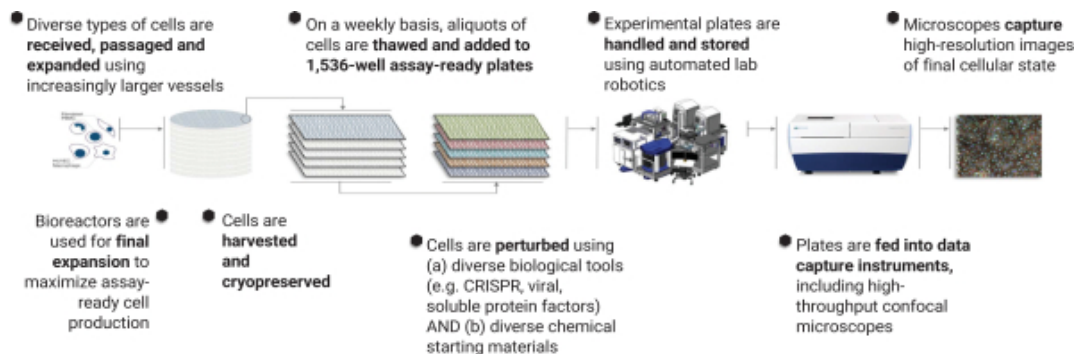 Diverse types of cells are
received, passaged and
expanded using
increasingly larger vessels
On a weekly basis, aliquots of
cells are thawed and added to
1,536-well assay-ready plates
Experimental plates are
handled and stored
using automated lab
robotics
Microscopes capture
high-resolution images
of final cellular state
Bioreactors are
used for final
expansion to
maximize assay-
ready cell
production
Cells are
harvested
and
cryopreserved
Cells are perturbed using
(a) diverse biological tools
(e.g. CRISPR, viral,
soluble protein factors)
AND (b) diverse chemical
starting materials
Plates are fed into data
capture instruments,
including high-
throughput confocal
microscopes